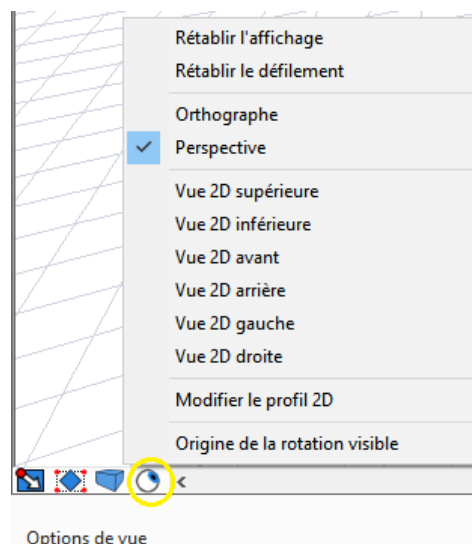 Rétablir l'affichage
Rétablir le défilement
Orthographe
Perspective
Vue 2D supérieure
Vue 2D inférieure
Vue 2D avant
Vue 2D arrière
Vue 2D gauche
Vue 2D droite
Modifier le profil 2D
Origine de la rotation visible
<
Options de vue